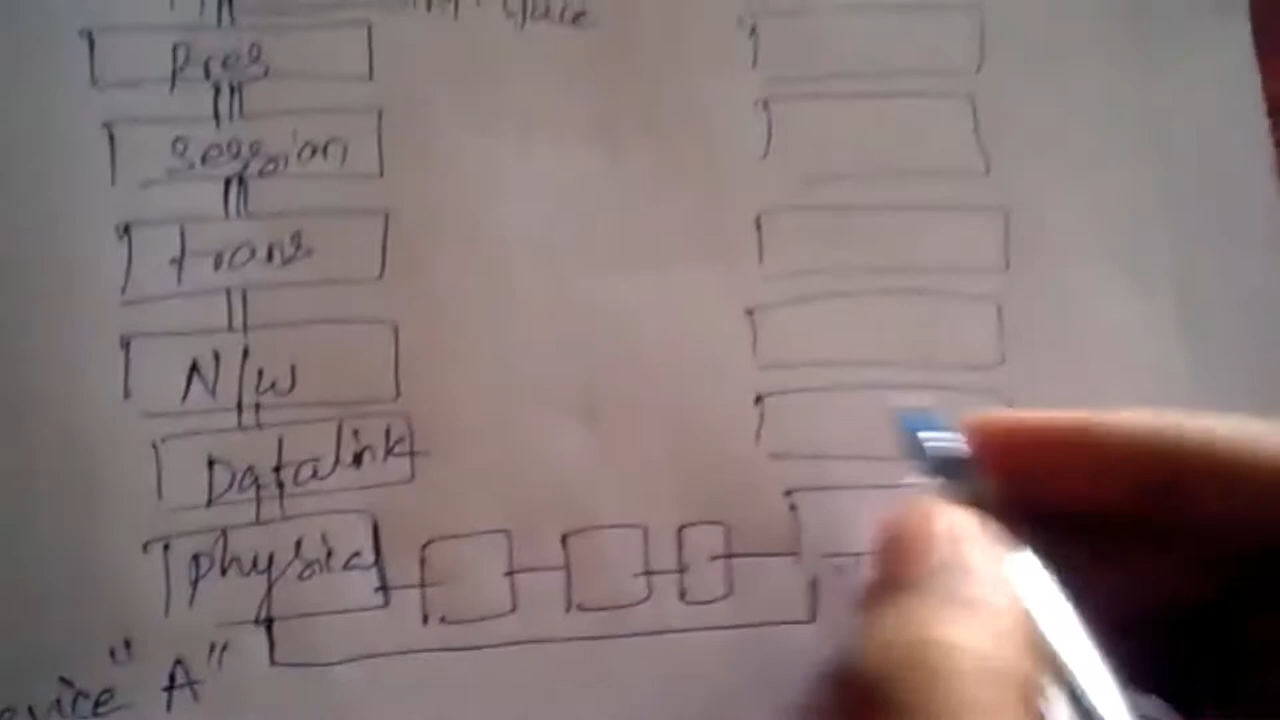 Pres
Session
trans
N/w
Datalink
physical
"A"